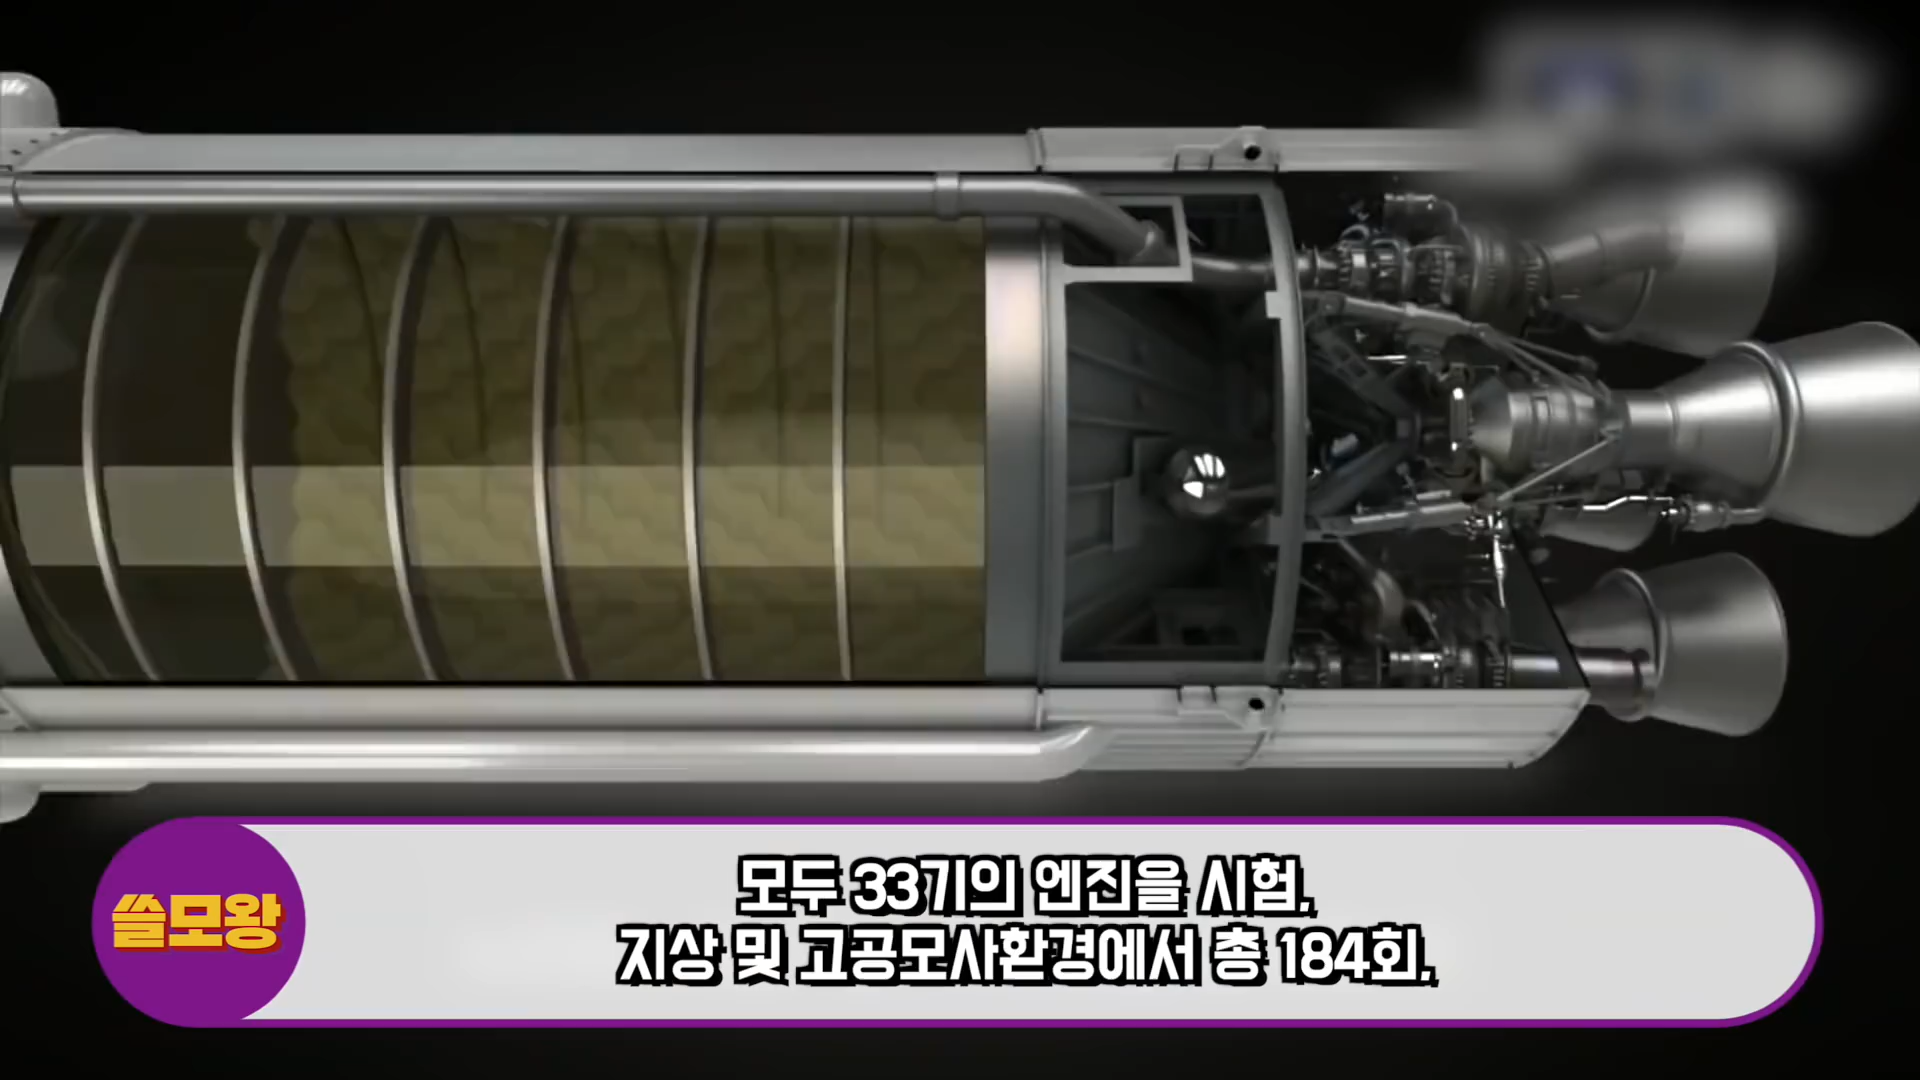 모두 33기의 엔진을 시험,
지상 및 고공모사환경에서 총 184회,
쓸모왕